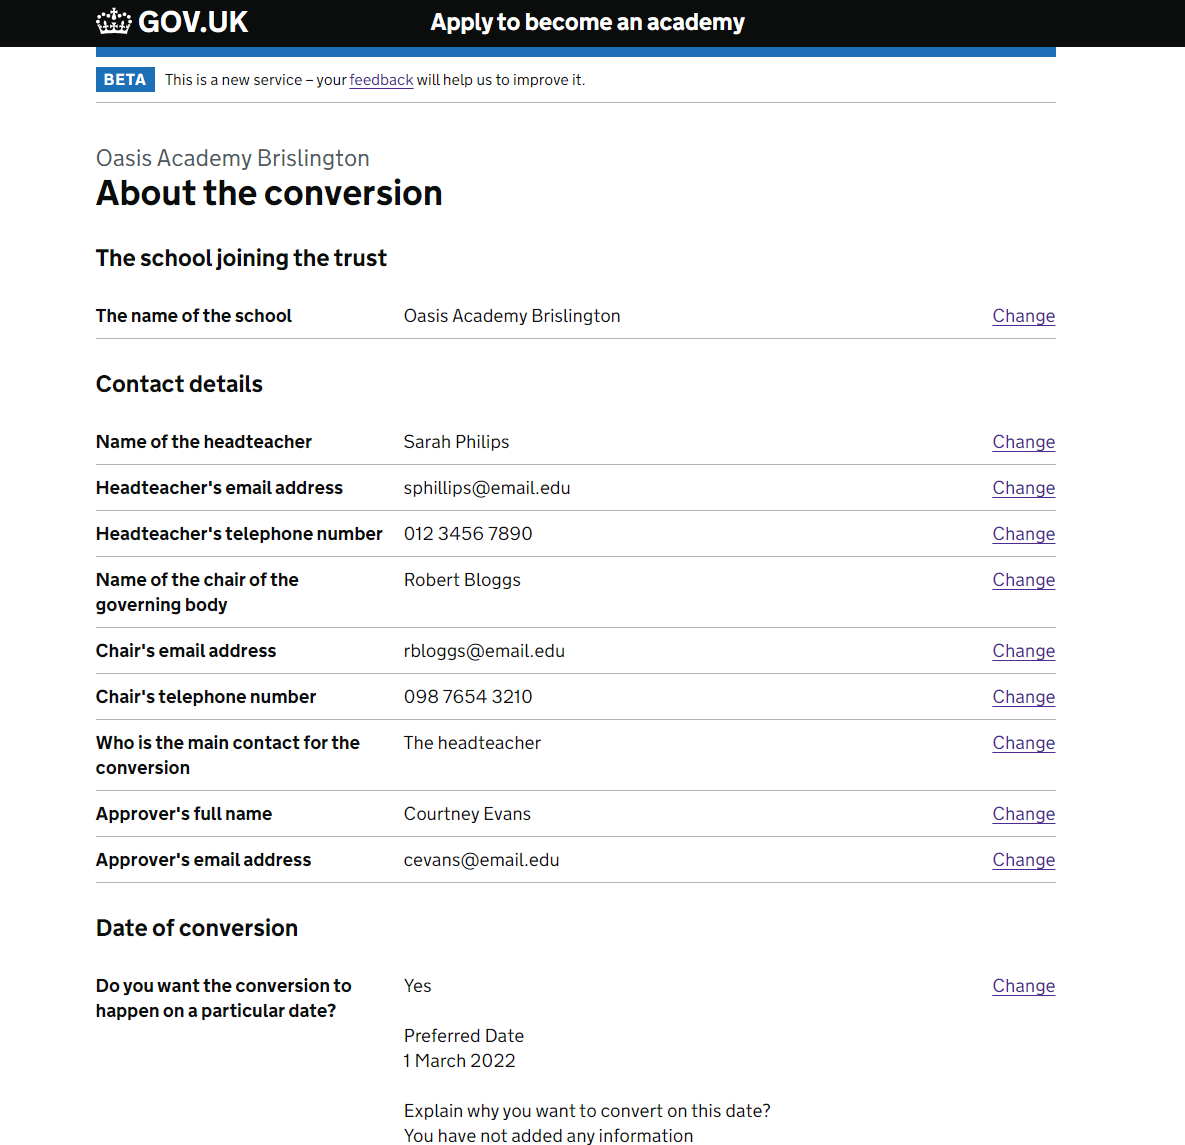 GOV.UK Apply to become an academy
BETA This is a new service – your feedback will help us to improve it.
Oasis Academy Brislington
About the conversion
The school joining the trust
The name of the school Oasis Academy Brislington Change
Contact details
Name of the headteacher Sarah Philips Change
Headteacher's email address sphillips@email.edu Change
Headteacher's telephone number 012 3456 7890 Change
Name of the chair of the Robert Bloggs Change
governing body
Chair's email address rbloggs@email.edu Change
Chair's telephone number 098 7654 3210 Change
Who is the main contact for the The headteacher Change
conversion
Approver's full name Courtney Evans Change
Approver's email address cevans@email.edu Change
Date of conversion
Do you want the conversion to Yes Change
happen on a particular date?
Preferred Date
1 March 2022
Explain why you want to convert on this date?
You have not added any information